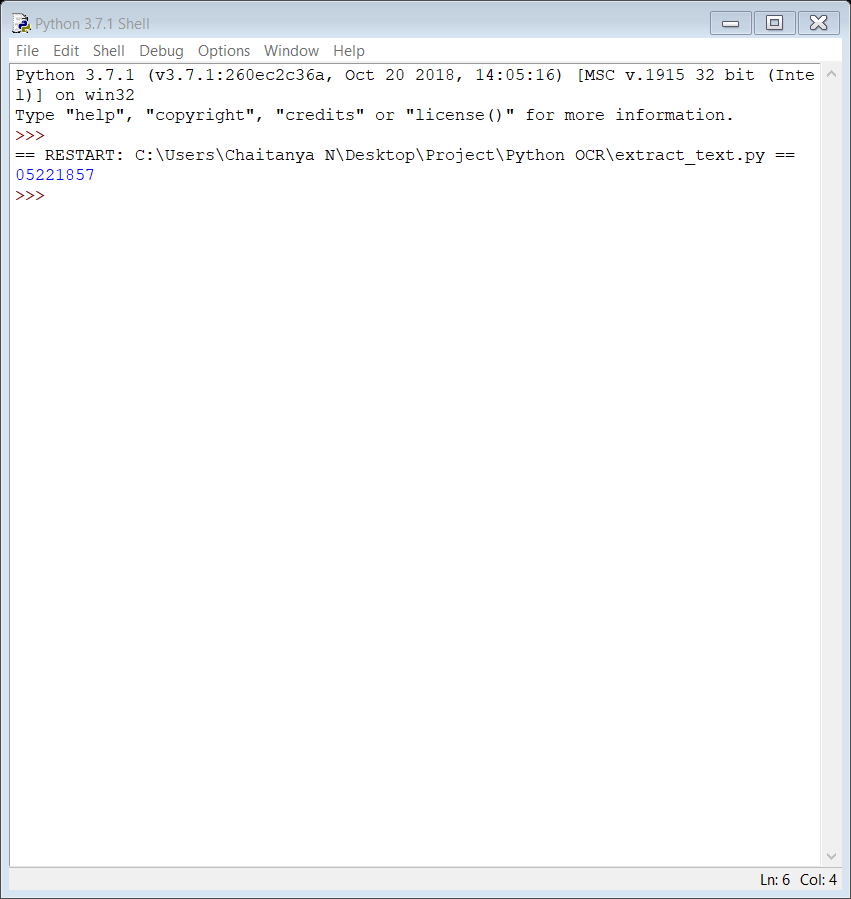 Python 3.7.1 Shell
File Edit Shell Debug Options Window Help
Python 3.7.1 (v3.7.1:260ec2c36a, Oct 20 2018, 14:05:16) [MSC v.1915 32 bit (Inte
l)] on win32
Type "help", "copyright", "credits" or "license()" for more information.
>>>
== RESTART: C:\Users\Chaitanya N\Desktop\Project\Python OCR\extract_text.py ==
05221857
>>>
Ln: 6 Col: 4